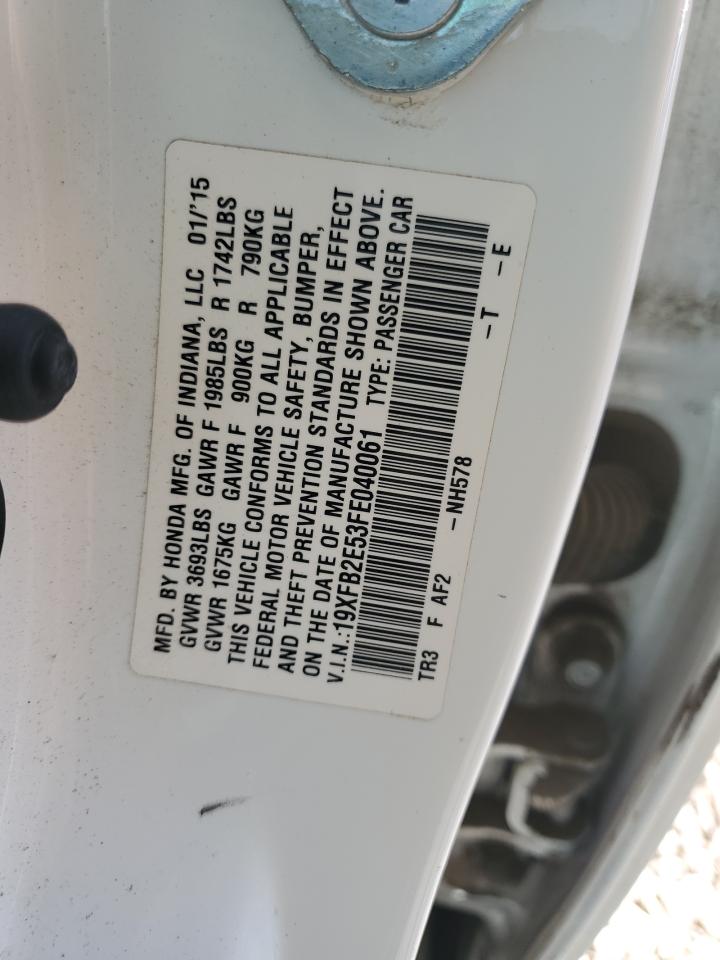 MFD. BY HONDA MFG. OF INDIANA, LLC 01/'15
GVWR 3693LBS GAWR F 1985LBS R 1742LBS
GVWR 1675KG GAWR F 900KG R 790KG
THIS VEHICLE CONFORMS TO ALL APPLICABLE
FEDERAL MOTOR VEHICLE SAFETY, BUMPER,
AND THEFT PREVENTION STANDARDS IN EFFECT
ON THE DATE OF MANUFACTURE SHOWN ABOVE.
V.I.N.:19XFB2E53FE040061 TYPE: PASSENGER CAR
TR3 F AF2 -NH578 -T -E